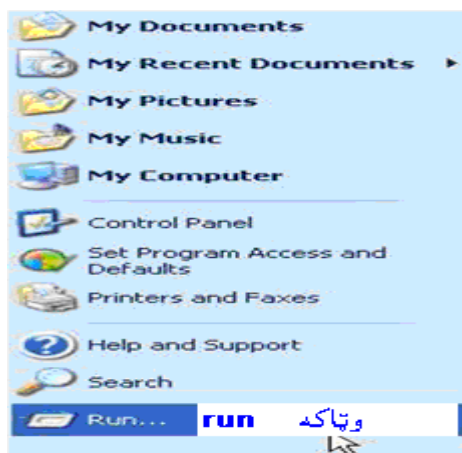 My Documents
My Recent Documents
My Pictures
My Music
My Computer
Control Panel
Set Program Access and
Defaults
Printers and Faxes
Help and Support
Search
Run... run وټاکه